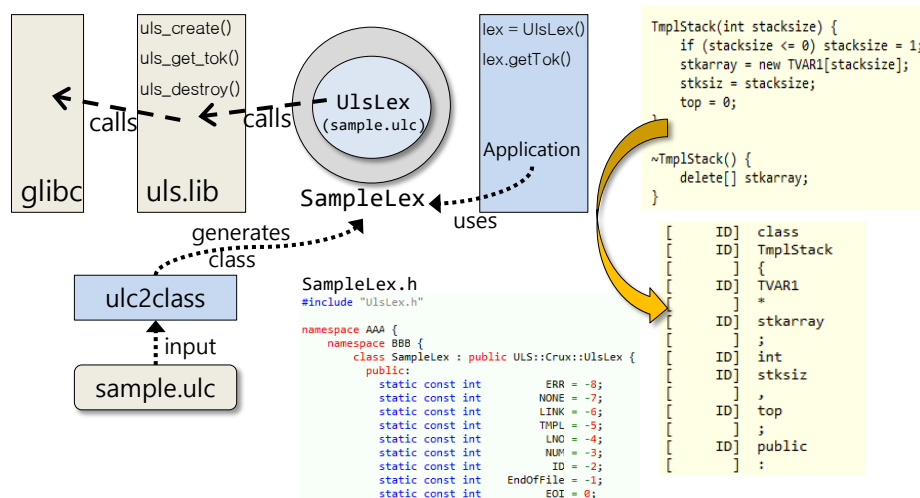 uls_create()
uls_get_tok()
uls_destroy()
calls
calls
glibc
uls.lib
UlsLex
(sample.ulc)
SampleLex
lex = UlsLex()
lex.getTok()
Application
uses
generates
class
ulc2class
input
sample.ulc
SampleLex.h
#include "UlsLex.h"
namespace AAA {
namespace BBB {
class SampleLex : public ULS::Crux::UlsLex {
public:
static const int ERR = -8;
static const int NONE = -7;
static const int LINK = -6;
static const int TMPL = -5;
static const int LNO = -4;
static const int NUM = -3;
static const int ID = -2;
static const int EndOfFile = -1;
static const int EOI = 0;
TmplStack(int stacksize) {
if (stacksize <= 0) stacksize = 1;
stkarray = new TVAR1[stacksize];
stksiz = stacksize;
top = 0;
}
~TmplStack() {
delete[] stkarray;
}
[ ID] class
[ ID] TmplStack
[ ] {
[ ID] TVAR1
[ ] *
[ ID] stkarray
[ ] ;
[ ID] int
[ ID] stksiz
[ ] ,
[ ID] top
[ ] ;
[ ID] public
[ ] :